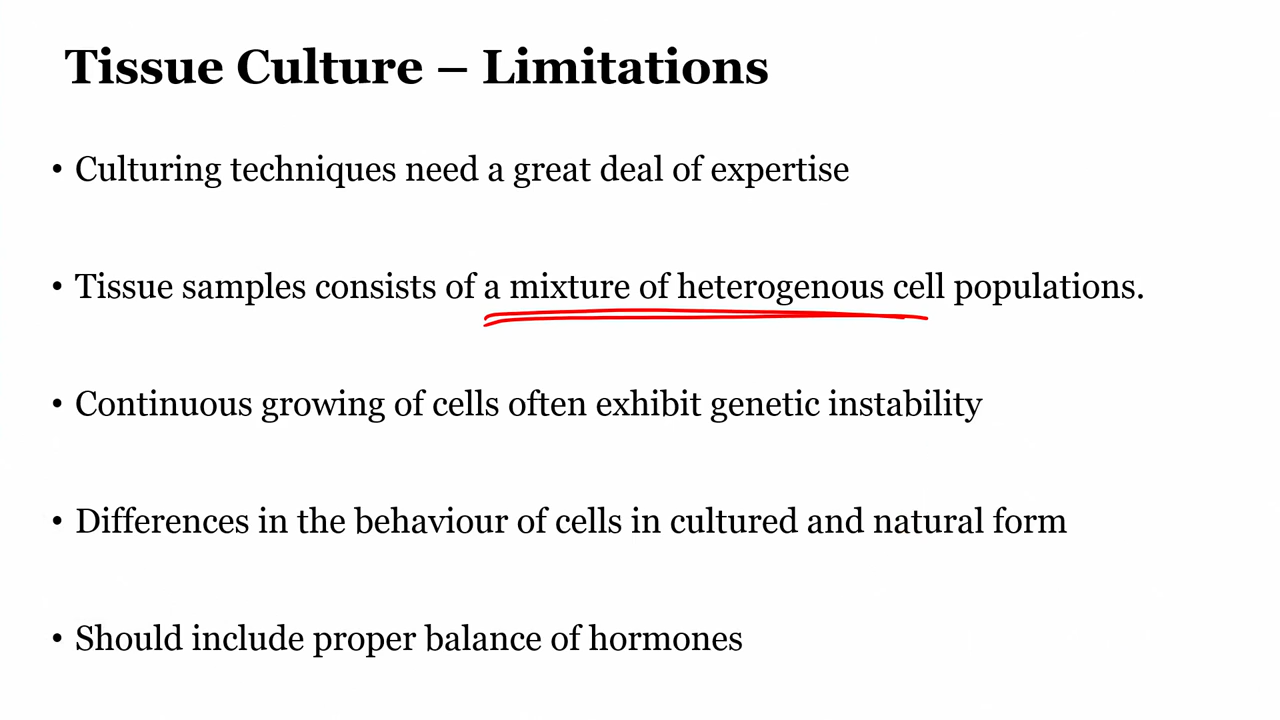 Tissue Culture – Limitations
• Culturing techniques need a great deal of expertise
• Tissue samples consists of a mixture of heterogenous cell populations.
• Continuous growing of cells often exhibit genetic instability
• Differences in the behaviour of cells in cultured and natural form
• Should include proper balance of hormones